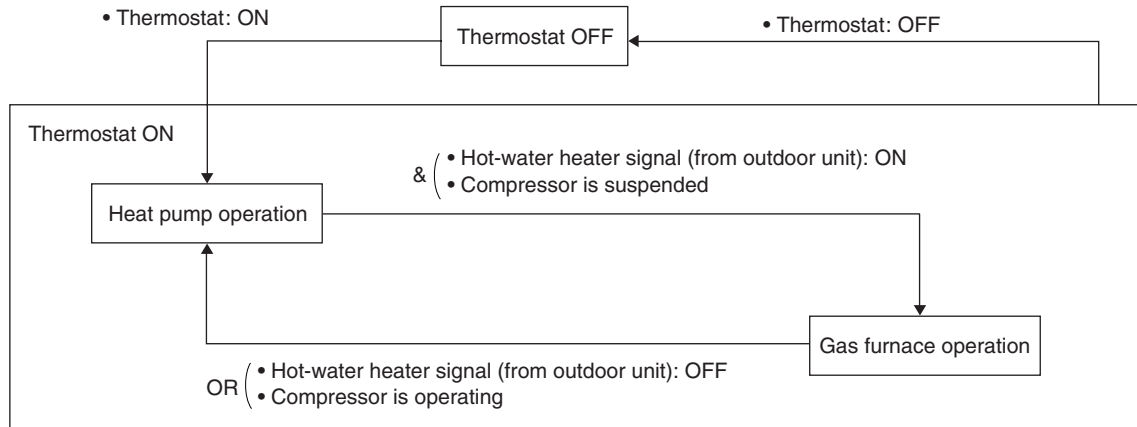 • Thermostat: ON
Thermostat OFF
• Thermostat: OFF
Thermostat ON
& ( • Hot-water heater signal (from outdoor unit): ON
• Compressor is suspended
Heat pump operation
Gas furnace operation
OR ( • Hot-water heater signal (from outdoor unit): OFF
• Compressor is operating